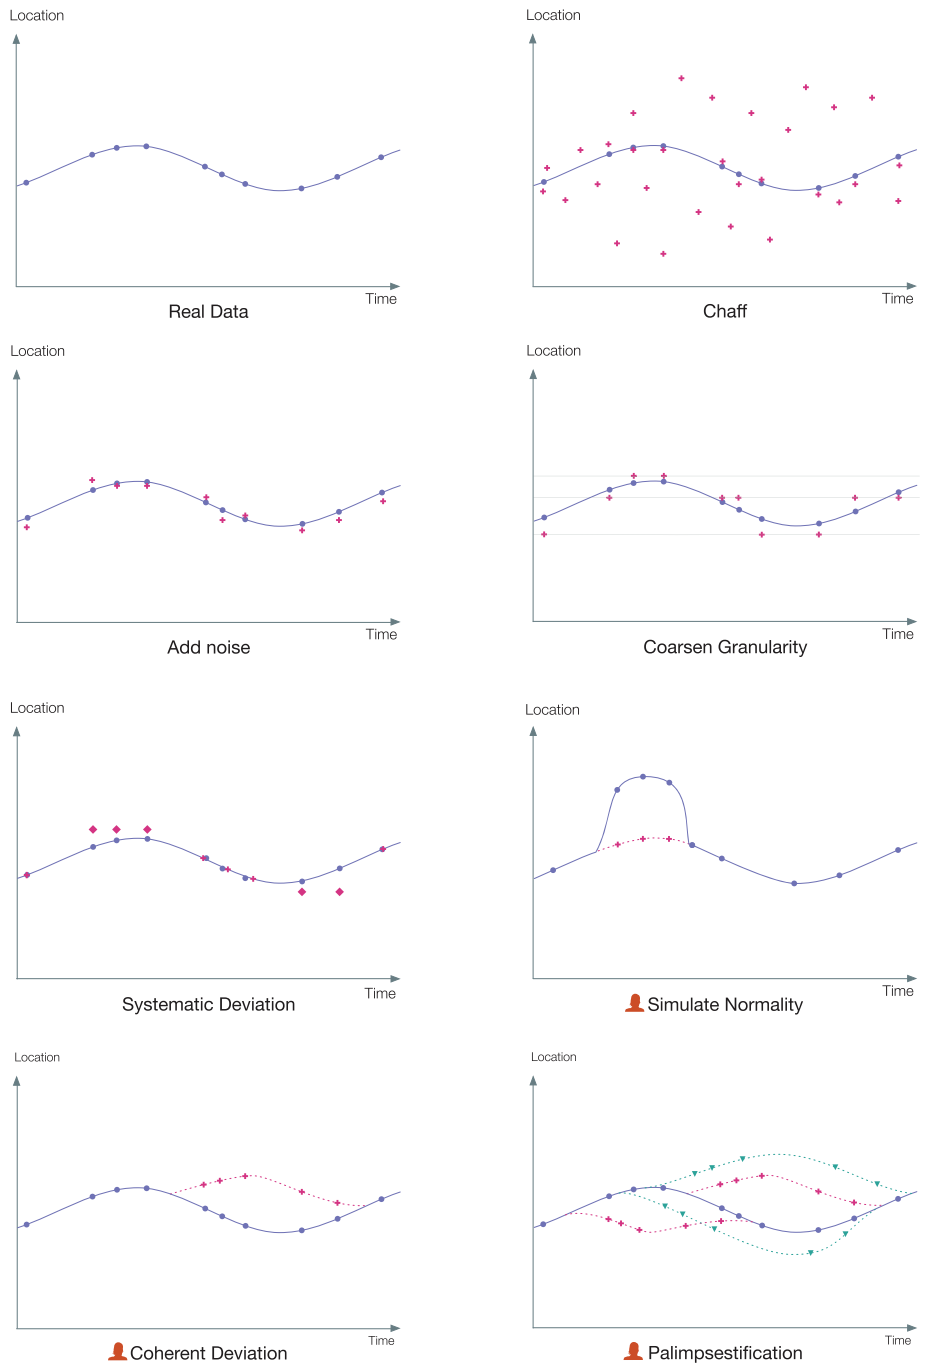 Location
Time
Real Data
Location
Time
Chaff
Location
Time
Add noise
Location
Time
Coarsen Granularity
Location
Time
Systematic Deviation
Location
Time
Simulate Normality
Location
Time
Coherent Deviation
Location
Time
Palimpsestification